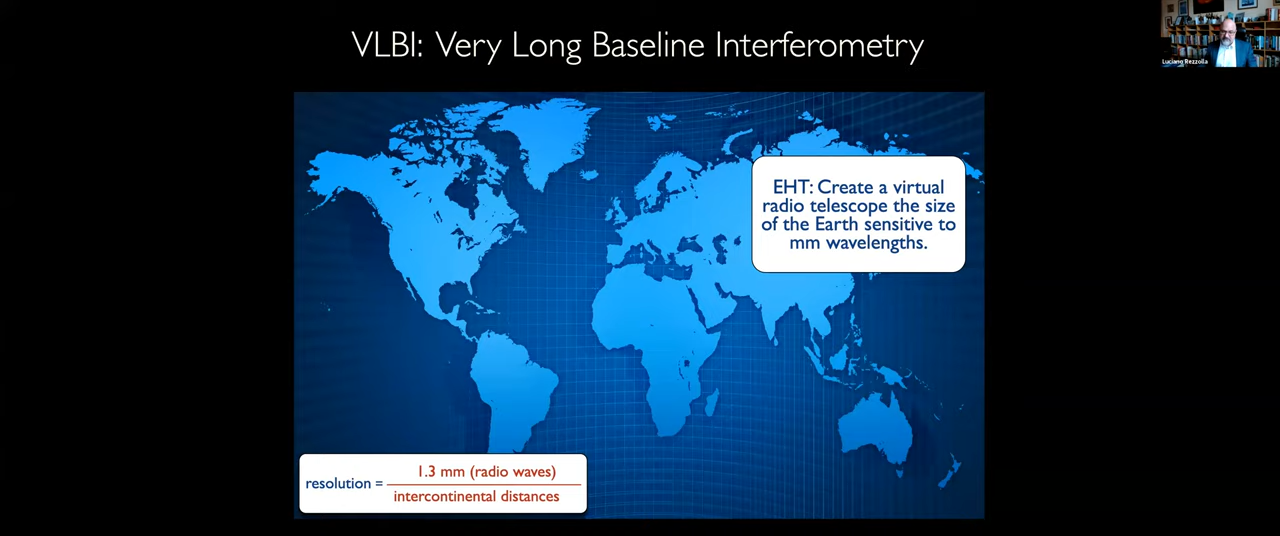 VLBI: Very Long Baseline Interferometry
Luciano Rezzolla
EHT: Create a virtual
radio telescope the size
of the Earth sensitive to
mm wavelengths.
resolution =
1.3 mm (radio waves)
intercontinental distances